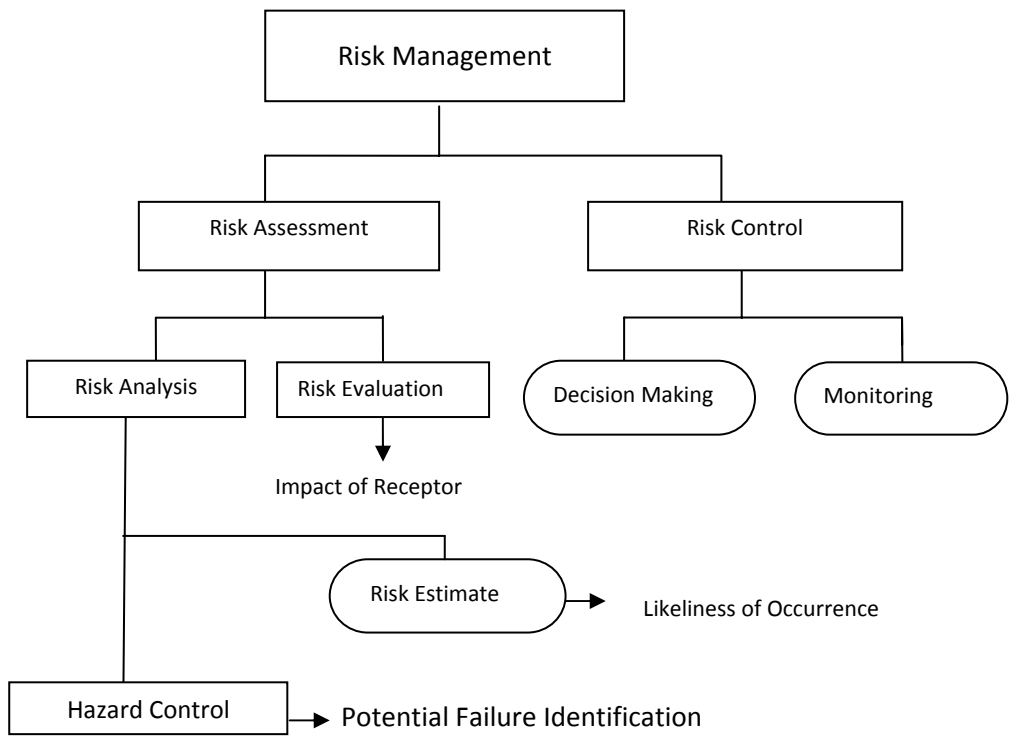 Risk Management
Risk Assessment
Risk Control
Risk Analysis
Risk Evaluation
Decision Making
Monitoring
Impact of Receptor
Risk Estimate
Likeliness of Occurrence
Hazard Control
Potential Failure Identification